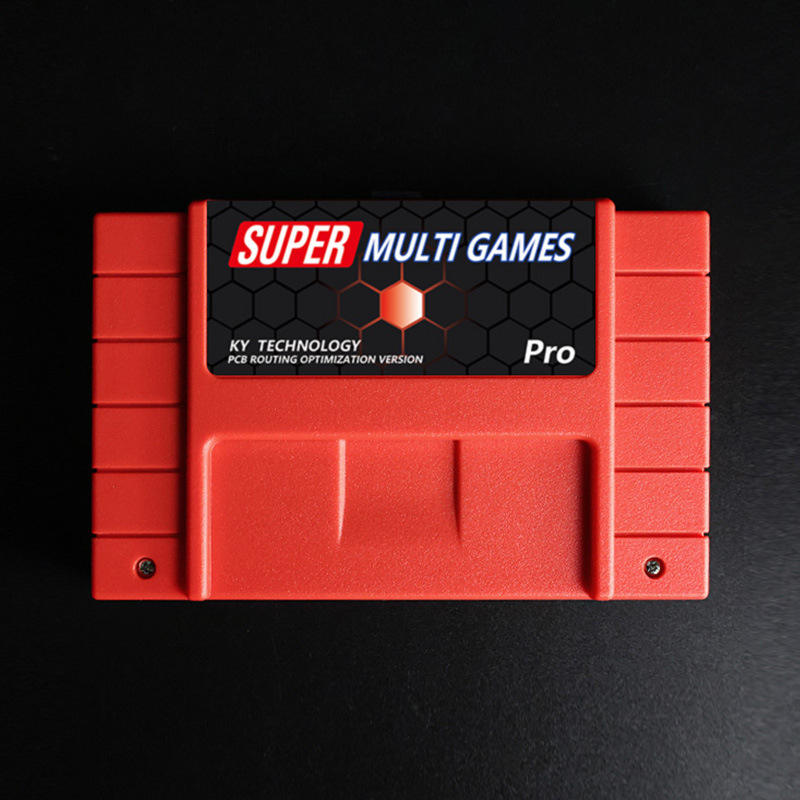 SUPER MULTI GAMES
KY TECHNOLOGY
PCB ROUTING OPTIMIZATION VERSION
Pro